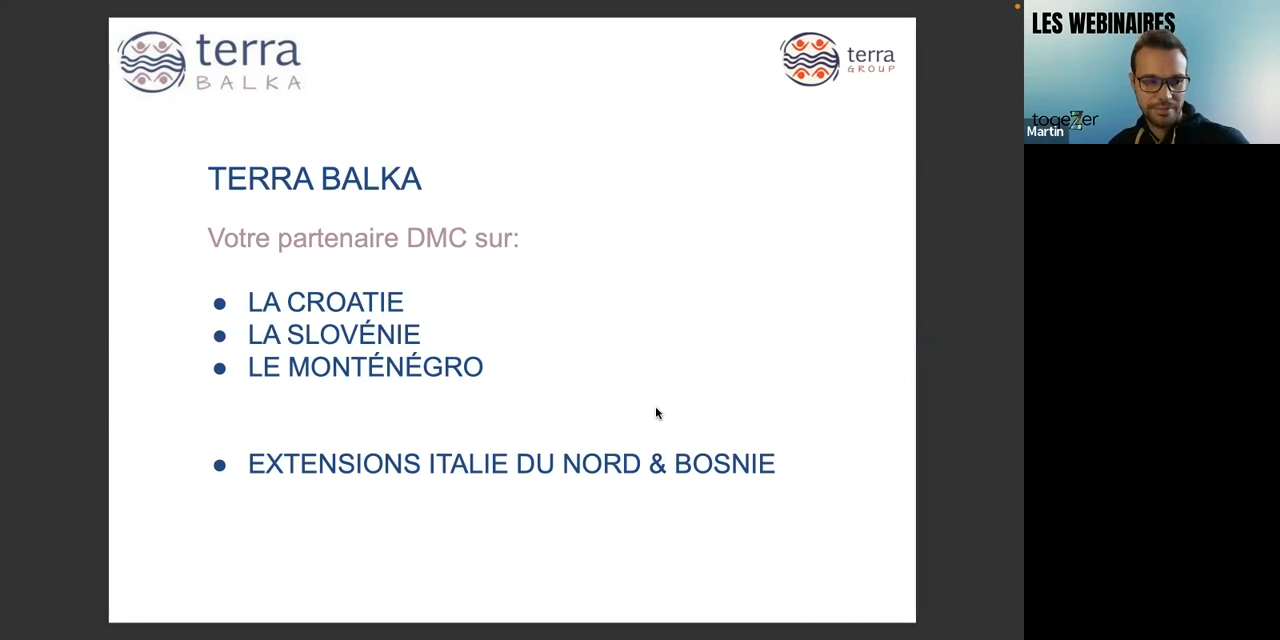 terra
BALKA
terra
GROUP
TERRA BALKA
Votre partenaire DMC sur:
● LA CROATIE
● LA SLOVÉNIE
● LE MONTÉNÉGRO
● EXTENSIONS ITALIE DU NORD & BOSNIE
LES WEBINAIRES
togeZer
Martin